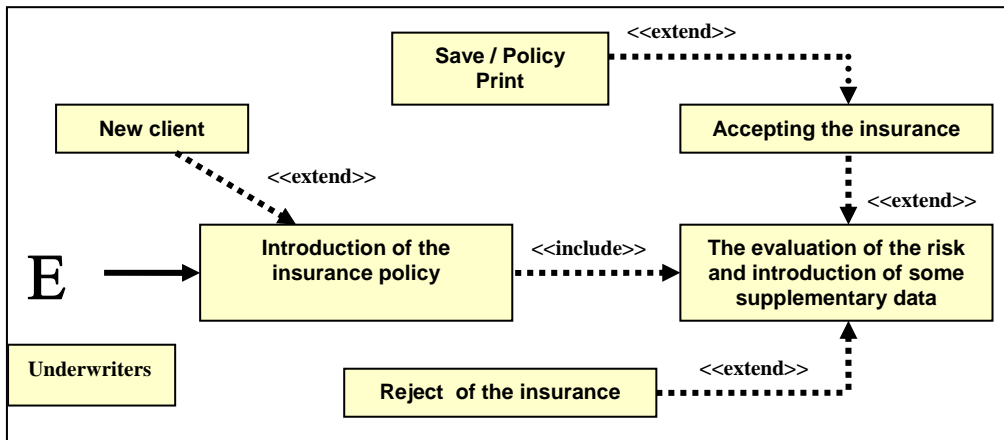 <<extend>>
Save / Policy
Print
New client
Accepting the insurance
<<extend>>
<<extend>>
Introduction of the
insurance policy
<<include>>
The evaluation of the risk
and introduction of some
supplementary data
E
Underwriters
<<extend>>
Reject of the insurance